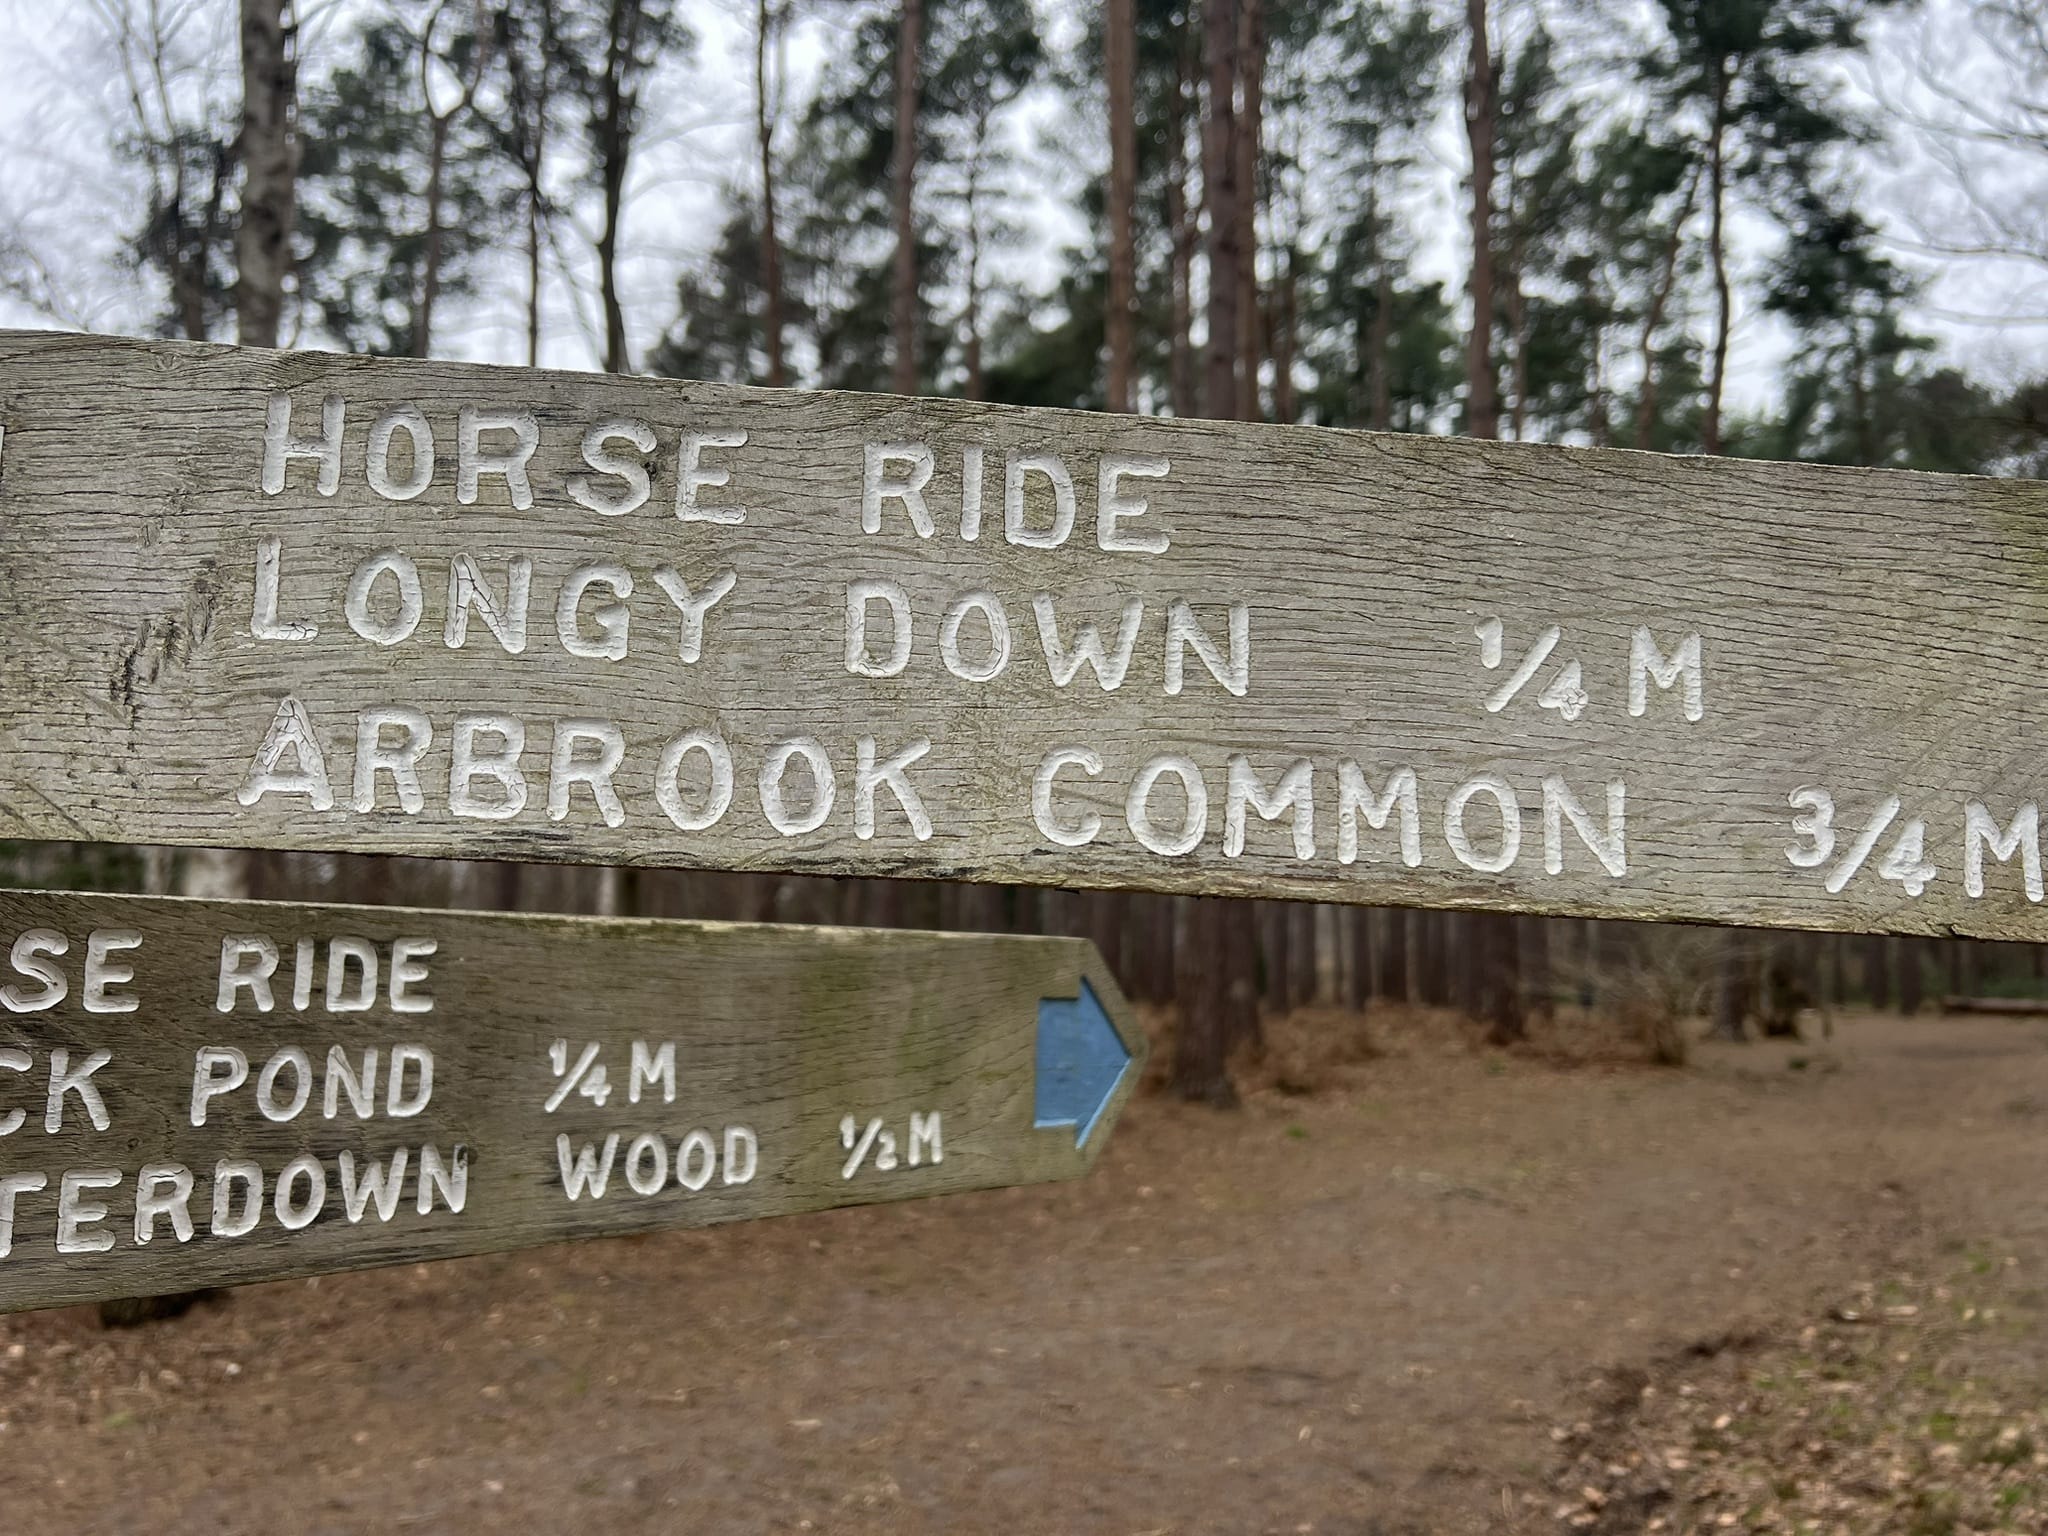 HORSE RIDE
LONGY DOWN 1/4 M
ARBROOK COMMON 3/4 M
SE RIDE
CK POND 1/4 M
TERDOWN WOOD 1/2 M